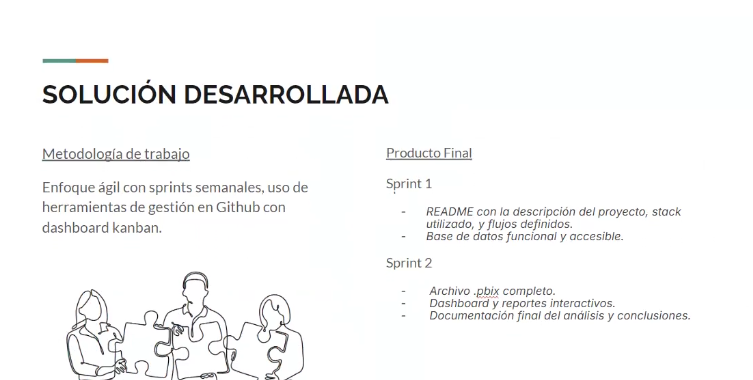 SOLUCIÓN DESARROLLADA
Metodología de trabajo
Enfoque ágil con sprints semanales, uso de
herramientas de gestión en Github con
dashboard kanban.
Producto Final
Sprint 1
- README con la descripción del proyecto, stack
utilizado, y flujos definidos.
- Base de datos funcional y accesible.
Sprint 2
- Archivo .pbix completo.
- Dashboard y reportes interactivos.
- Documentación final del análisis y conclusiones.